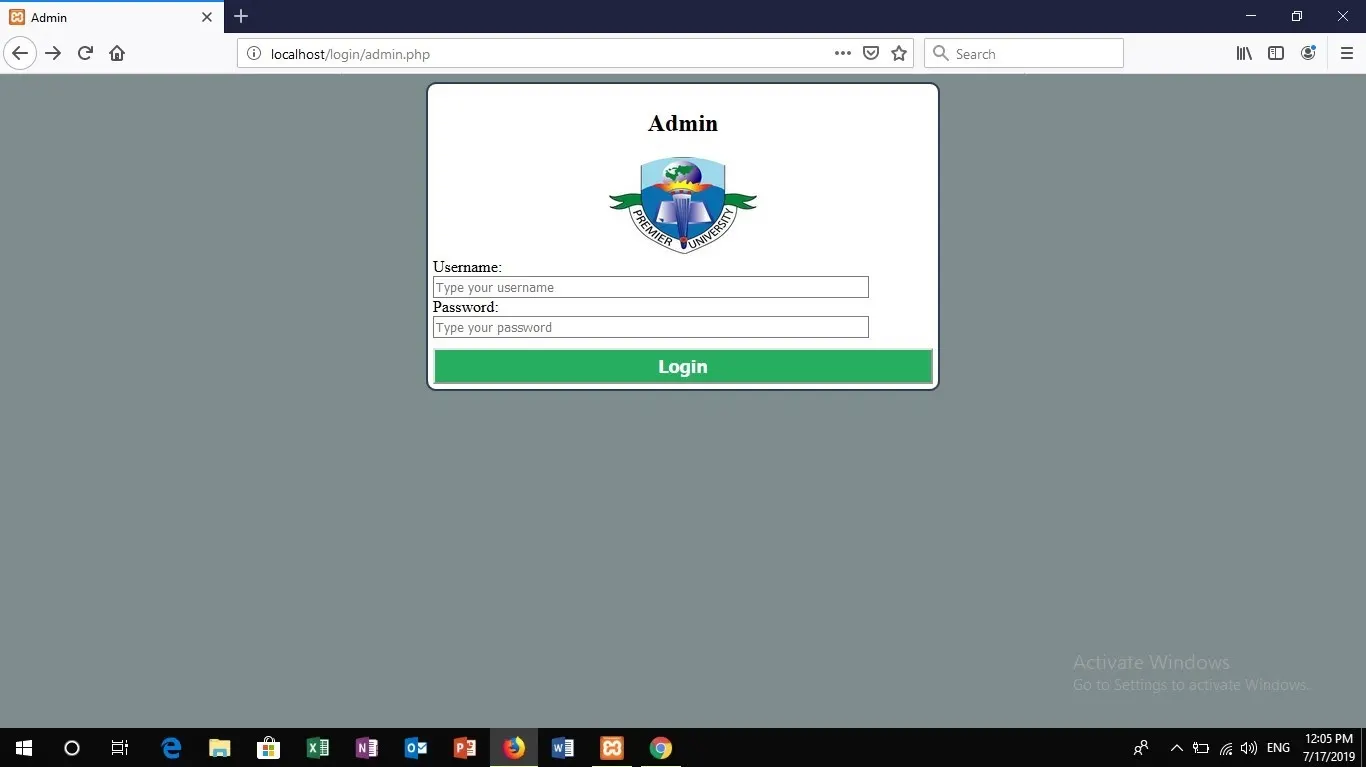 Admin
localhost/login/admin.php
Search
Admin
PREMIER UNIVERSITY
Username:
Type your username
Password:
Type your password
Login
Activate Windows
Go to Settings to activate Windows.
ENG
12:05 PM
7/17/2019